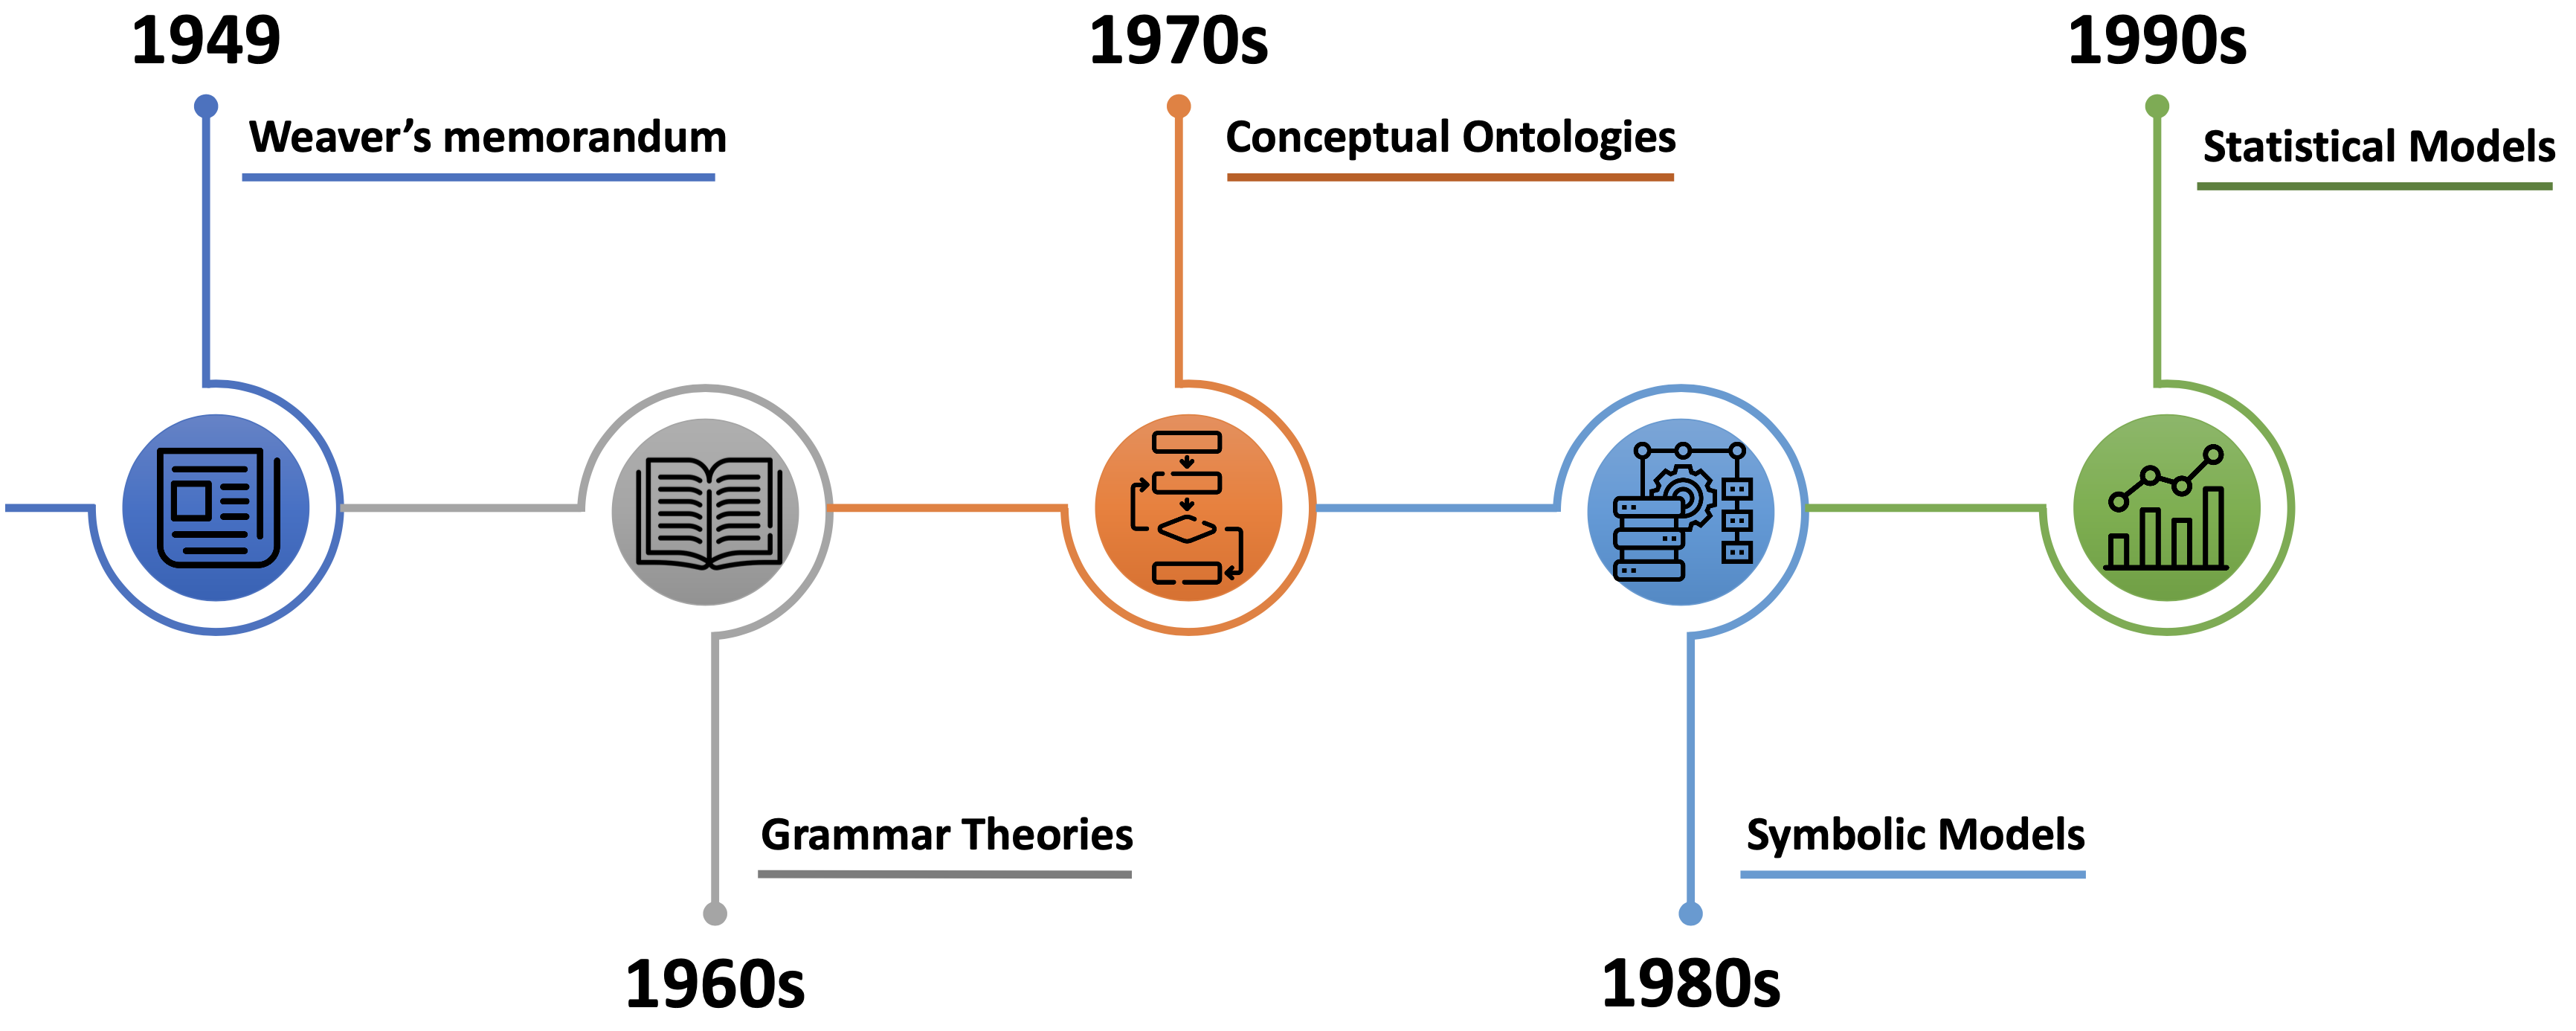 1949
Weaver’s memorandum
1960s
Grammar Theories
1970s
Conceptual Ontologies
1980s
Symbolic Models
1990s
Statistical Models